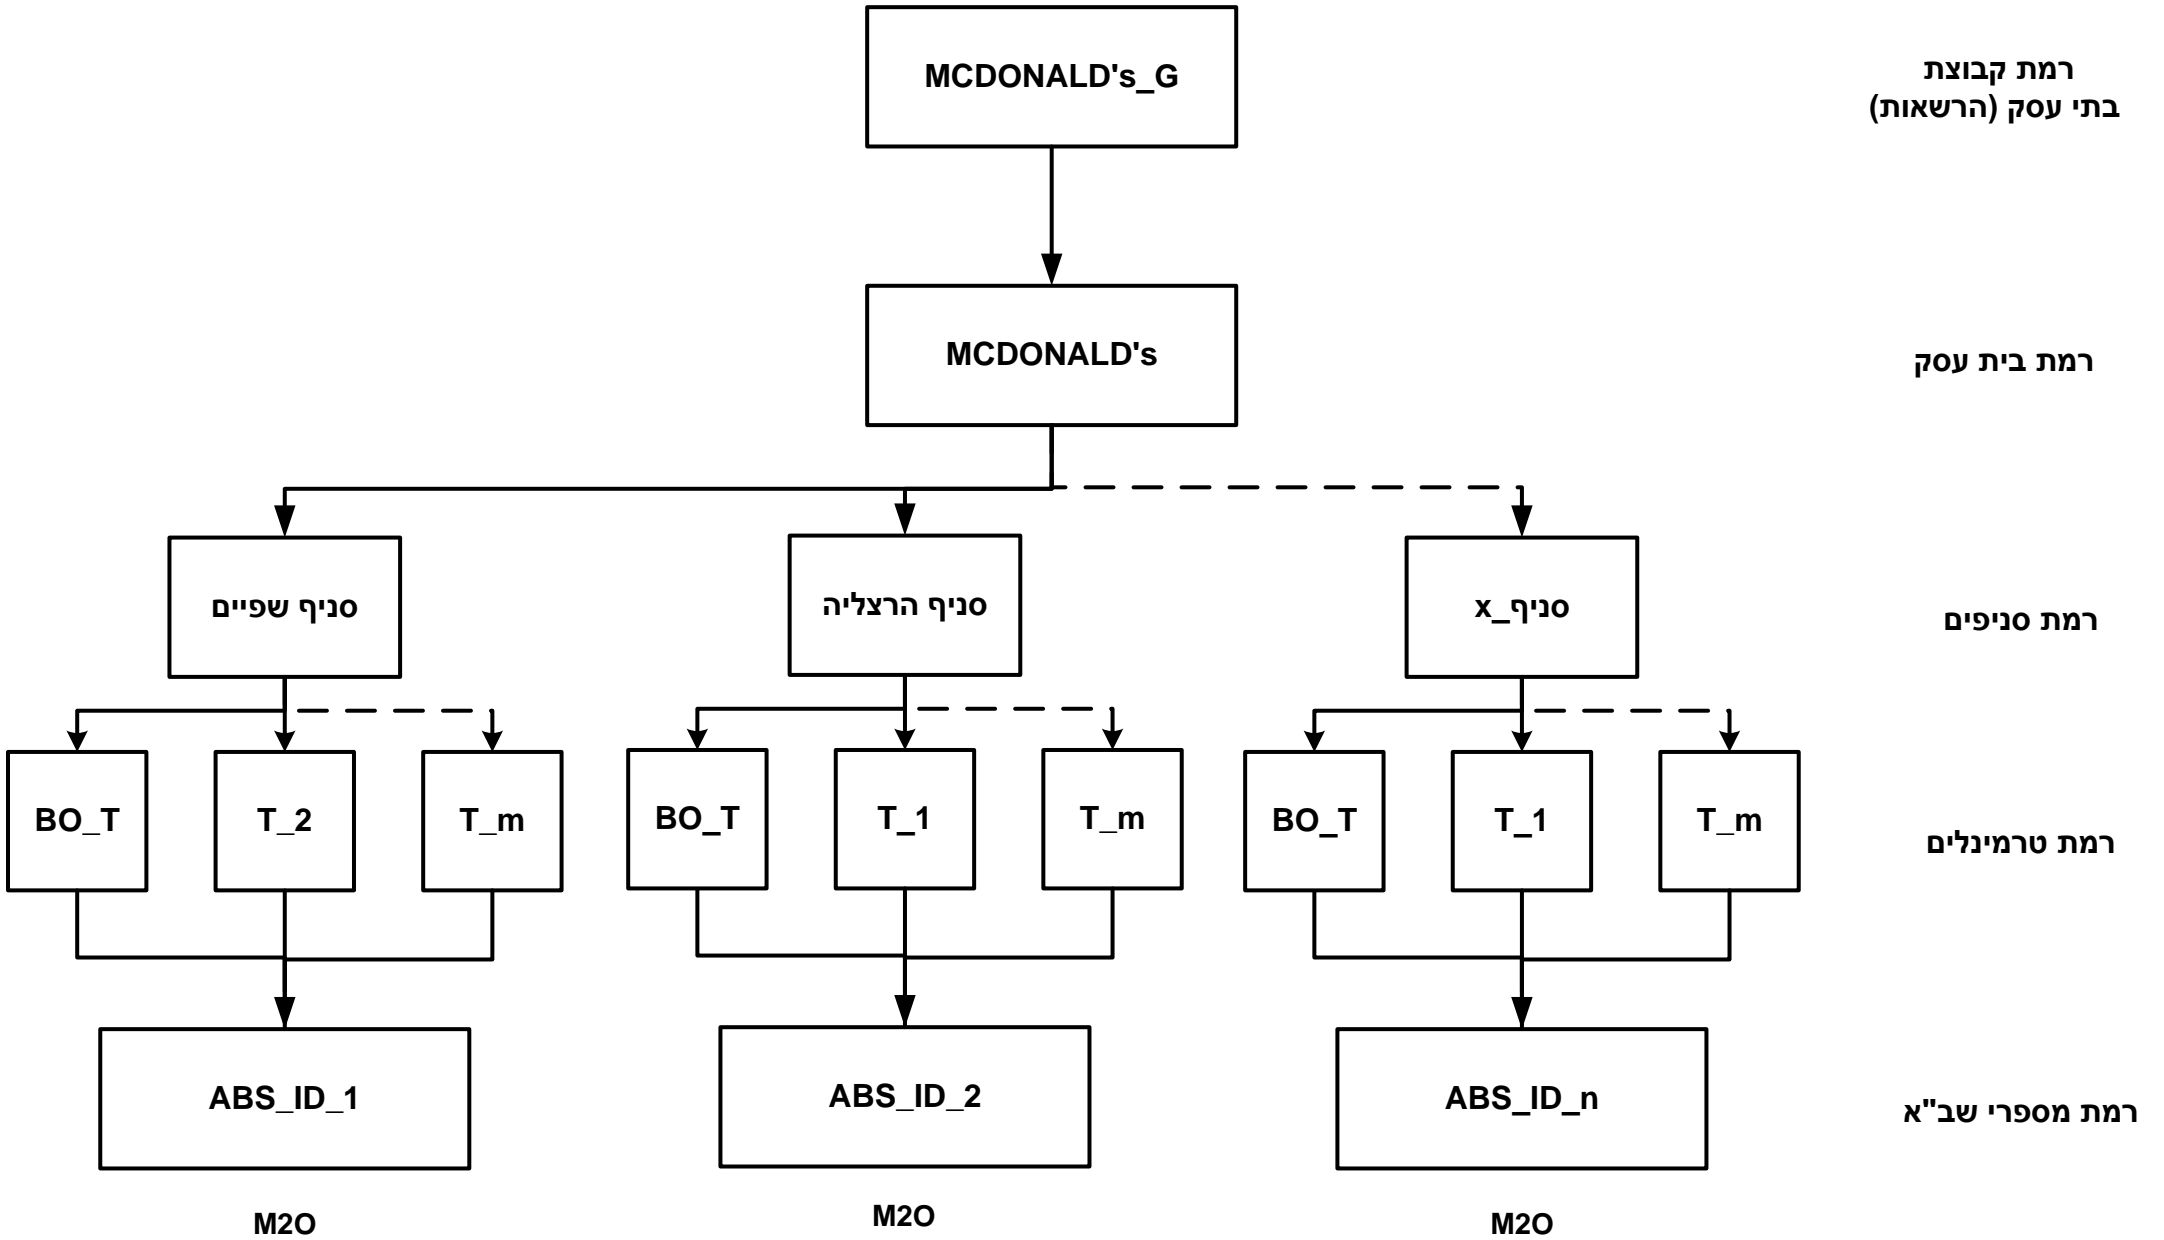 MCDONALD's_G
רמת קבוצת
בתי עסק (הרשאות)
MCDONALD's
רמת בית עסק
סניף שפיים
סניף הרצליה
סניף_x
רמת סניפים
BO_T
T_2
T_m
BO_T
T_1
T_m
BO_T
T_1
T_m
רמת טרמינלים
ABS_ID_1
ABS_ID_2
ABS_ID_n
רמת מספרי שב"א
M2O
M2O
M2O